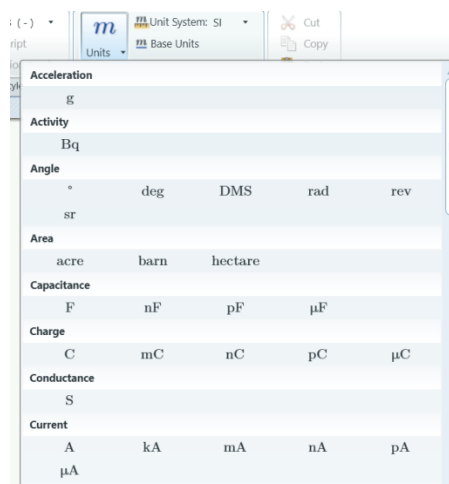 (-)
Unit System: SI
Cut
m
Base Units
Copy
Units
Acceleration
g
Activity
Bq
Angle
° deg DMS rad rev
sr
Area
acre barn hectare
Capacitance
F nF pF μF
Charge
C mC nC pC μC
Conductance
S
Current
A kA mA nA pA
μA